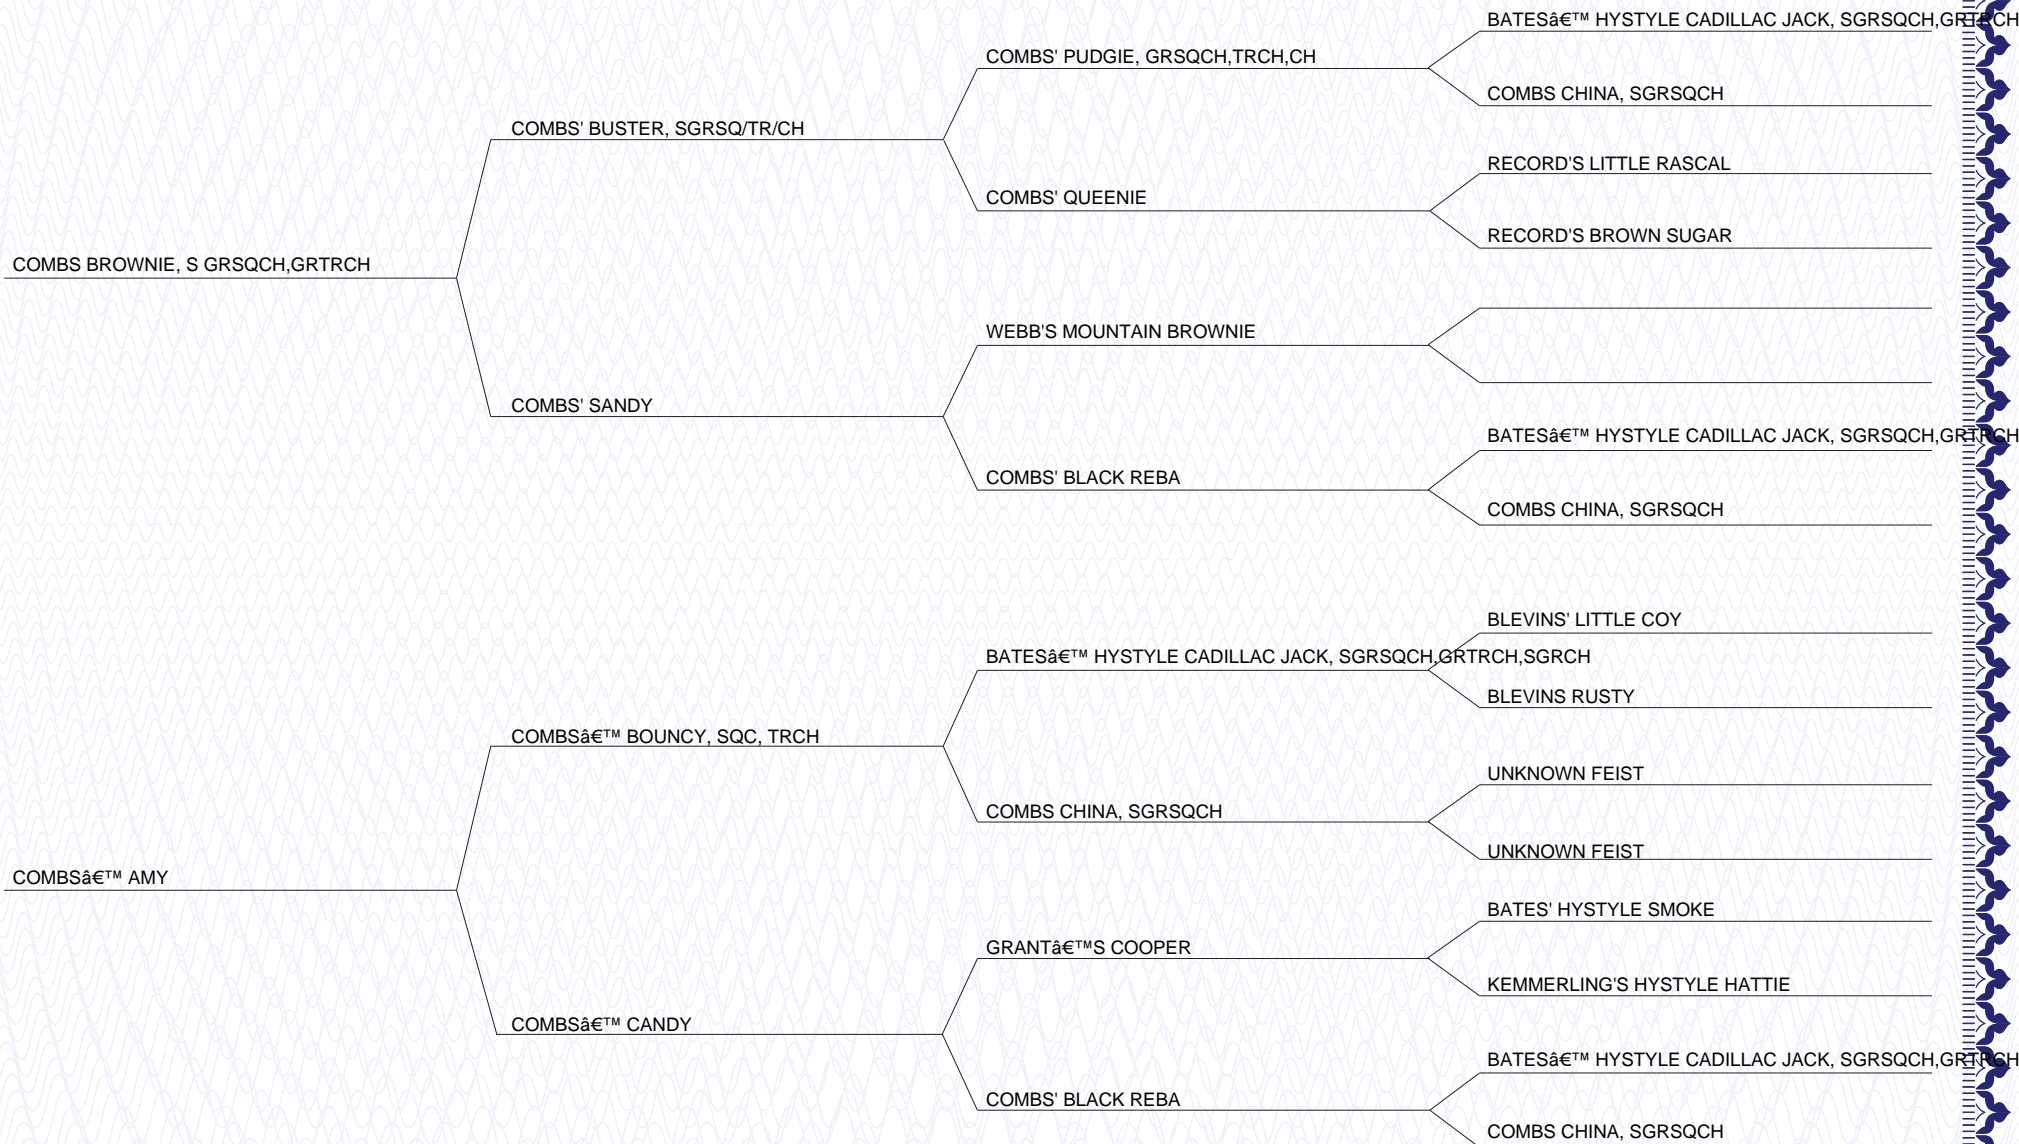 BATESâ€™ HYSTYLE CADILLAC JACK, SGRSQCH,GRTRCH
COMBS' PUDGIE, GRSQCH,TRCH,CH
COMBS CHINA, SGRSQCH
COMBS' BUSTER, SGRSQ/TR/CH
RECORD'S LITTLE RASCAL
COMBS' QUEENIE
RECORD'S BROWN SUGAR
COMBS BROWNIE, S GRSQCH,GRTRCH
WEBB'S MOUNTAIN BROWNIE
COMBS' SANDY
BATESâ€™ HYSTYLE CADILLAC JACK, SGRSQCH,GRTRCH
COMBS' BLACK REBA
COMBS CHINA, SGRSQCH
BLEVINS' LITTLE COY
BATESâ€™ HYSTYLE CADILLAC JACK, SGRSQCH,GRTRCH,SGRCH
BLEVINS RUSTY
COMBSâ€™ BOUNCY, SQC, TRCH
UNKNOWN FEIST
COMBS CHINA, SGRSQCH
UNKNOWN FEIST
COMBSâ€™ AMY
BATES' HYSTYLE SMOKE
GRANTâ€™S COOPER
KEMMERLING'S HYSTYLE HATTIE
COMBSâ€™ CANDY
BATESâ€™ HYSTYLE CADILLAC JACK, SGRSQCH,GRTRCH
COMBS' BLACK REBA
COMBS CHINA, SGRSQCH